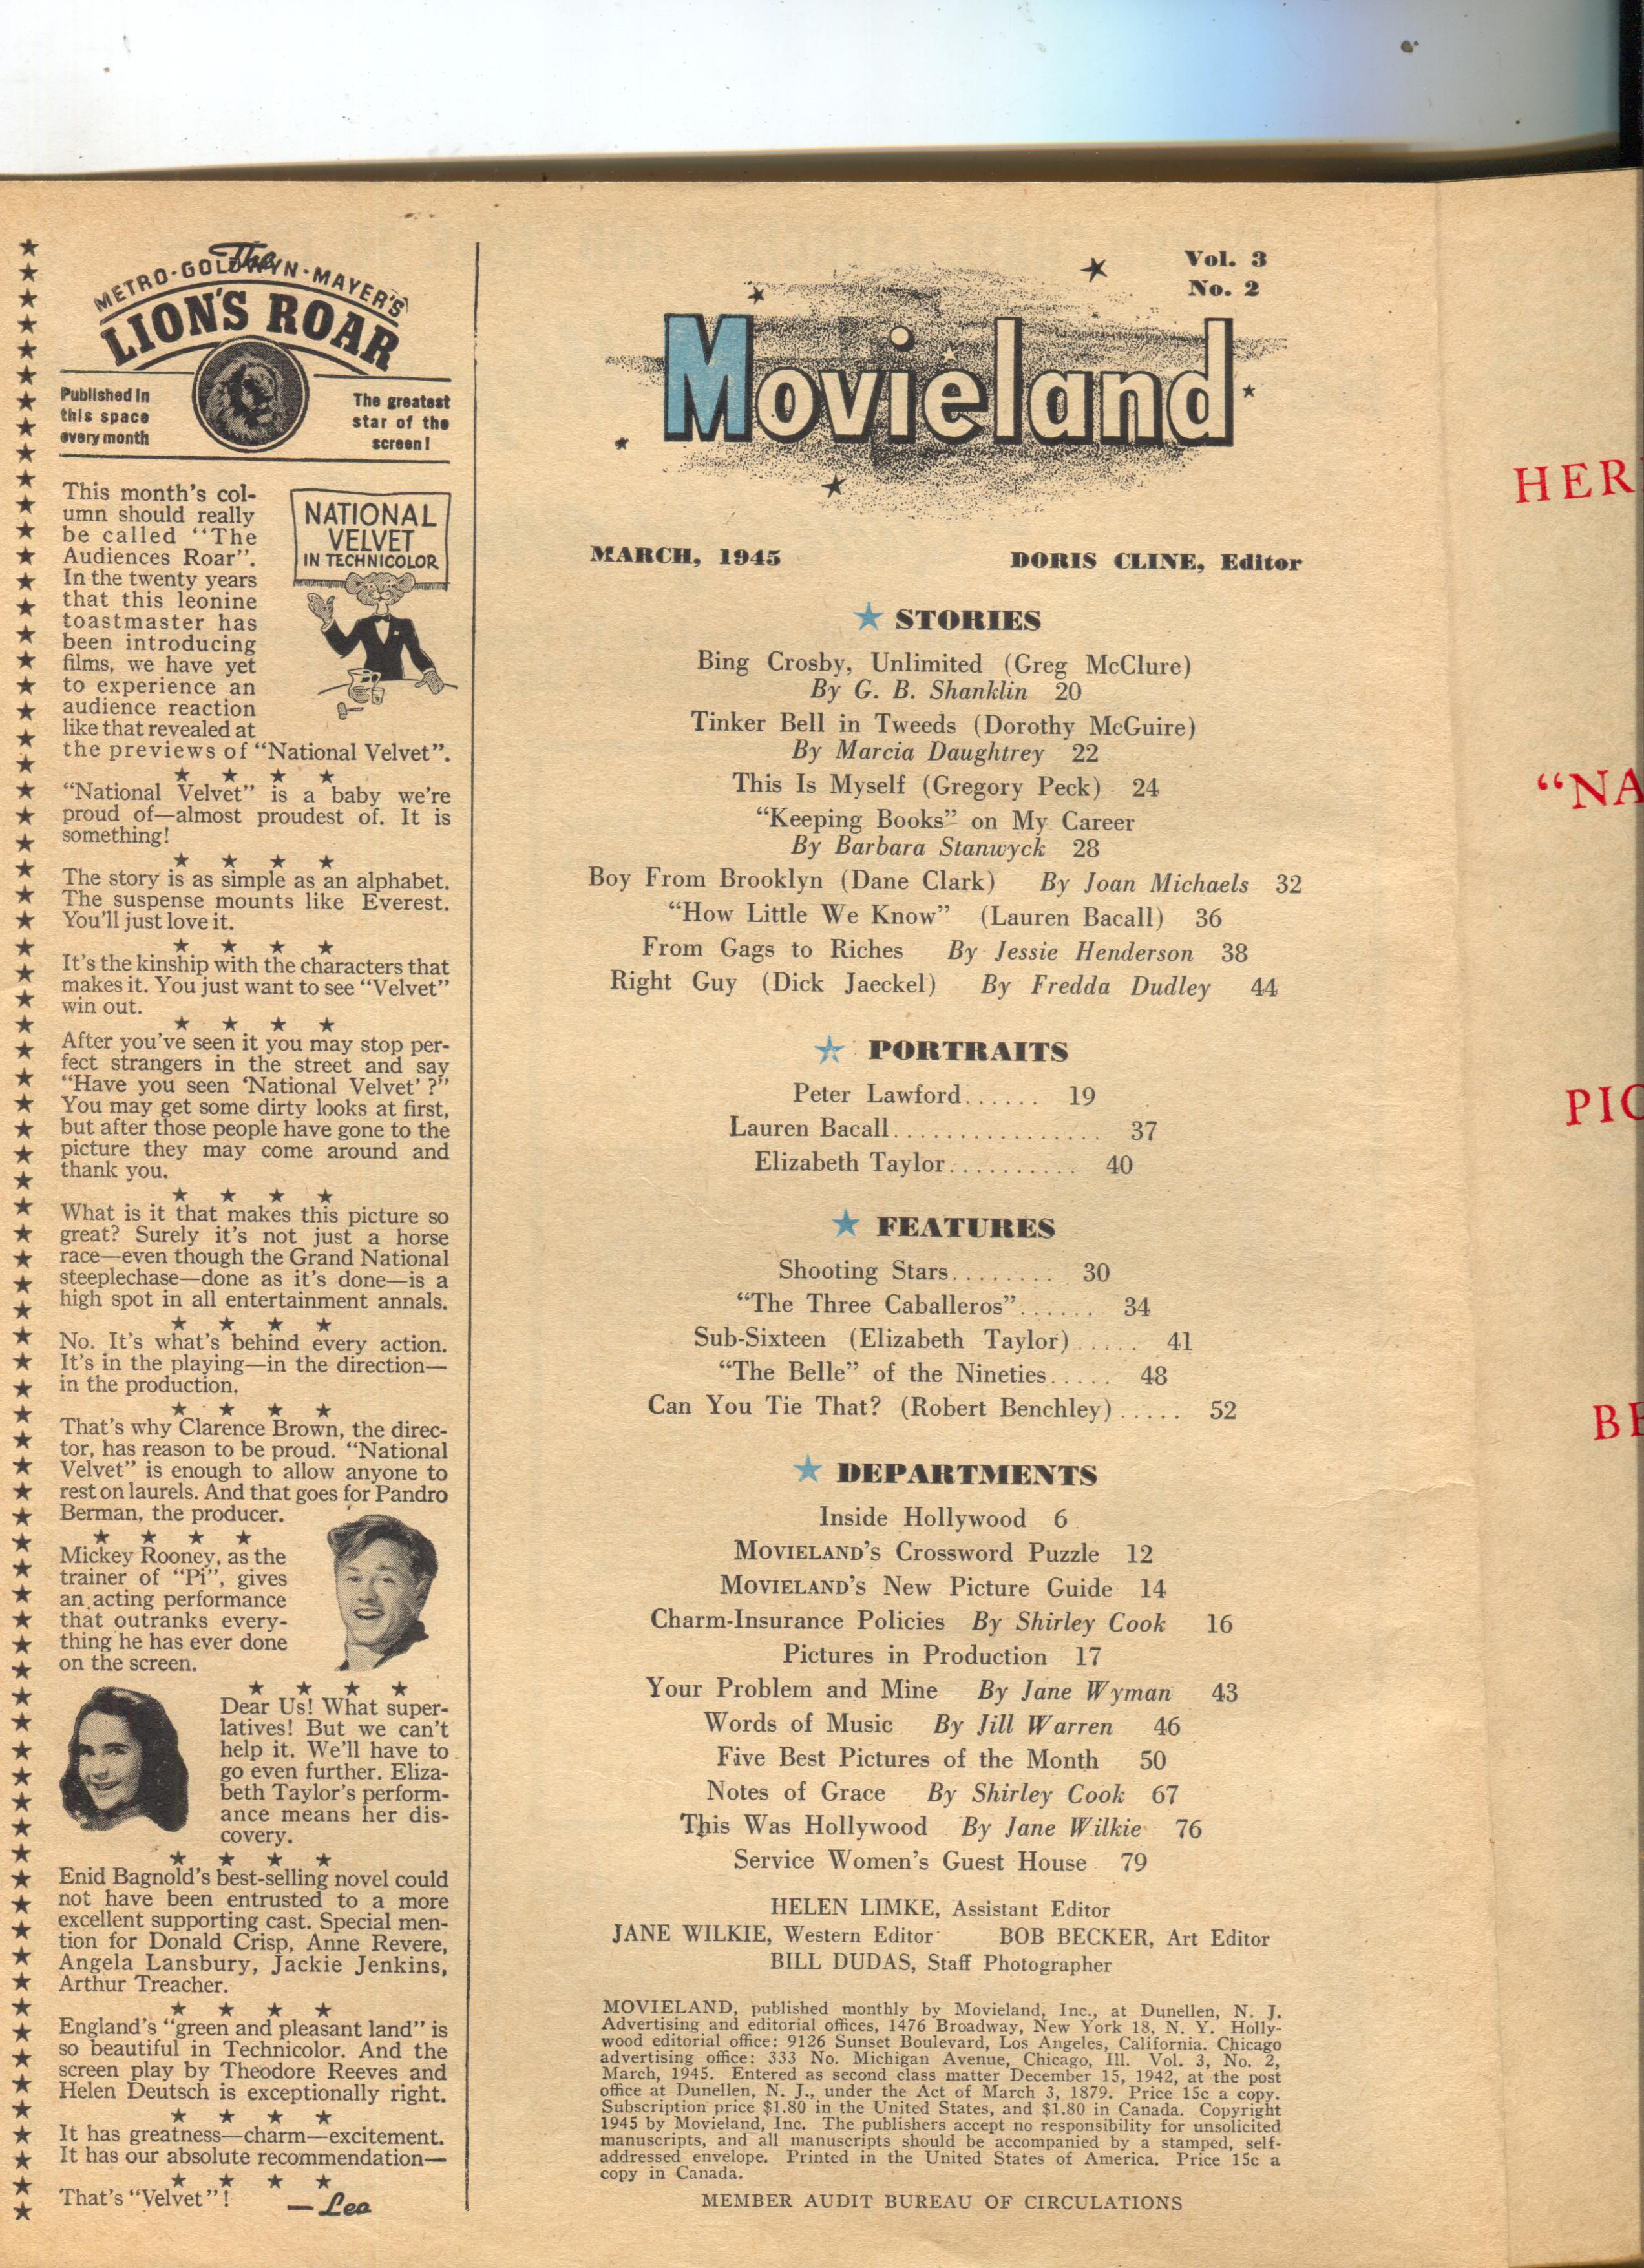 The
METRO-GOLDWYN-MAYER'S
LION'S ROAR
Published in
this space
every month
The greatest
star of the
screen!
This month's col-
umn should really
be called "The
Audiences Roar".
In the twenty years
that this leonine
toastmaster has
been introducing
films, we have yet
to experience an
audience reaction
like that revealed at
the previews of "National Velvet".
NATIONAL
VELVET
IN TECHNICOLOR
★ ★ ★ ★
"National Velvet" is a baby we're
proud of—almost proudest of. It is
something!
★ ★ ★ ★
The story is as simple as an alphabet.
The suspense mounts like Everest.
You'll just love it.
★ ★ ★ ★
It's the kinship with the characters that
makes it. You just want to see "Velvet"
win out.
★ ★ ★ ★
After you've seen it you may stop per-
fect strangers in the street and say
"Have you seen 'National Velvet' ?"
You may get some dirty looks at first,
but after those people have gone to the
picture they may come around and
thank you.
★ ★ ★ ★
What is it that makes this picture so
great? Surely it's not just a horse
race—even though the Grand National
steeplechase—done as it's done—is a
high spot in all entertainment annals.
★ ★ ★ ★
No. It's what's behind every action.
It's in the playing—in the direction—
in the production.
★ ★ ★ ★
That's why Clarence Brown, the direc-
tor, has reason to be proud. "National
Velvet" is enough to allow anyone to
rest on laurels. And that goes for Pandro
Berman, the producer.
★ ★ ★ ★
Mickey Rooney, as the
trainer of "Pi", gives
an acting performance
that outranks every-
thing he has ever done
on the screen.
★ ★ ★ ★
Dear Us! What super-
latives! But we can't
help it. We'll have to
go even further. Eliza-
beth Taylor's perform-
ance means her dis-
covery.
★ ★ ★ ★
Enid Bagnold's best-selling novel could
not have been entrusted to a more
excellent supporting cast. Special men-
tion for Donald Crisp, Anne Revere,
Angela Lansbury, Jackie Jenkins,
Arthur Treacher.
★ ★ ★ ★
England's "green and pleasant land" is
so beautiful in Technicolor. And the
screen play by Theodore Reeves and
Helen Deutsch is exceptionally right.
★ ★ ★ ★
It has greatness—charm—excitement.
It has our absolute recommendation—
★ ★ ★ ★
That's "Velvet"!
—Leo
Vol. 3
No. 2
Movieland
MARCH, 1945 DORIS CLINE, Editor
★ STORIES
Bing Crosby, Unlimited (Greg McClure)
By G. B. Shanklin 20
Tinker Bell in Tweeds (Dorothy McGuire)
By Marcia Daughtrey 22
This Is Myself (Gregory Peck) 24
"Keeping Books" on My Career
By Barbara Stanwyck 28
Boy From Brooklyn (Dane Clark) By Joan Michaels 32
"How Little We Know" (Lauren Bacall) 36
From Gags to Riches By Jessie Henderson 38
Right Guy (Dick Jaeckel) By Fredda Dudley 44
★ PORTRAITS
Peter Lawford...... 19
Lauren Bacall................ 37
Elizabeth Taylor.......... 40
★ FEATURES
Shooting Stars........ 30
"The Three Caballeros"...... 34
Sub-Sixteen (Elizabeth Taylor)..... 41
"The Belle" of the Nineties..... 48
Can You Tie That? (Robert Benchley)..... 52
★ DEPARTMENTS
Inside Hollywood 6
MOVIELAND'S Crossword Puzzle 12
MOVIELAND'S New Picture Guide 14
Charm-Insurance Policies By Shirley Cook 16
Pictures in Production 17
Your Problem and Mine By Jane Wyman 43
Words of Music By Jill Warren 46
Five Best Pictures of the Month 50
Notes of Grace By Shirley Cook 67
This Was Hollywood By Jane Wilkie 76
Service Women's Guest House 79
HELEN LIMKE, Assistant Editor
JANE WILKIE, Western Editor BOB BECKER, Art Editor
BILL DUDAS, Staff Photographer
MOVIELAND, published monthly by Movieland, Inc., at Dunellen, N. J.
Advertising and editorial offices, 1476 Broadway, New York 18, N. Y. Holly-
wood editorial office: 9126 Sunset Boulevard, Los Angeles, California. Chicago
advertising office: 333 No. Michigan Avenue, Chicago, Ill. Vol. 3, No. 2,
March, 1945. Entered as second class matter December 15, 1942, at the post
office at Dunellen, N. J., under the Act of March 3, 1879. Price 15c a copy.
Subscription price $1.80 in the United States, and $1.80 in Canada. Copyright
1945 by Movieland, Inc. The publishers accept no responsibility for unsolicited
manuscripts, and all manuscripts should be accompanied by a stamped, self-
addressed envelope. Printed in the United States of America. Price 15c a
copy in Canada.
MEMBER AUDIT BUREAU OF CIRCULATIONS
HER
"NA
PIC
BE